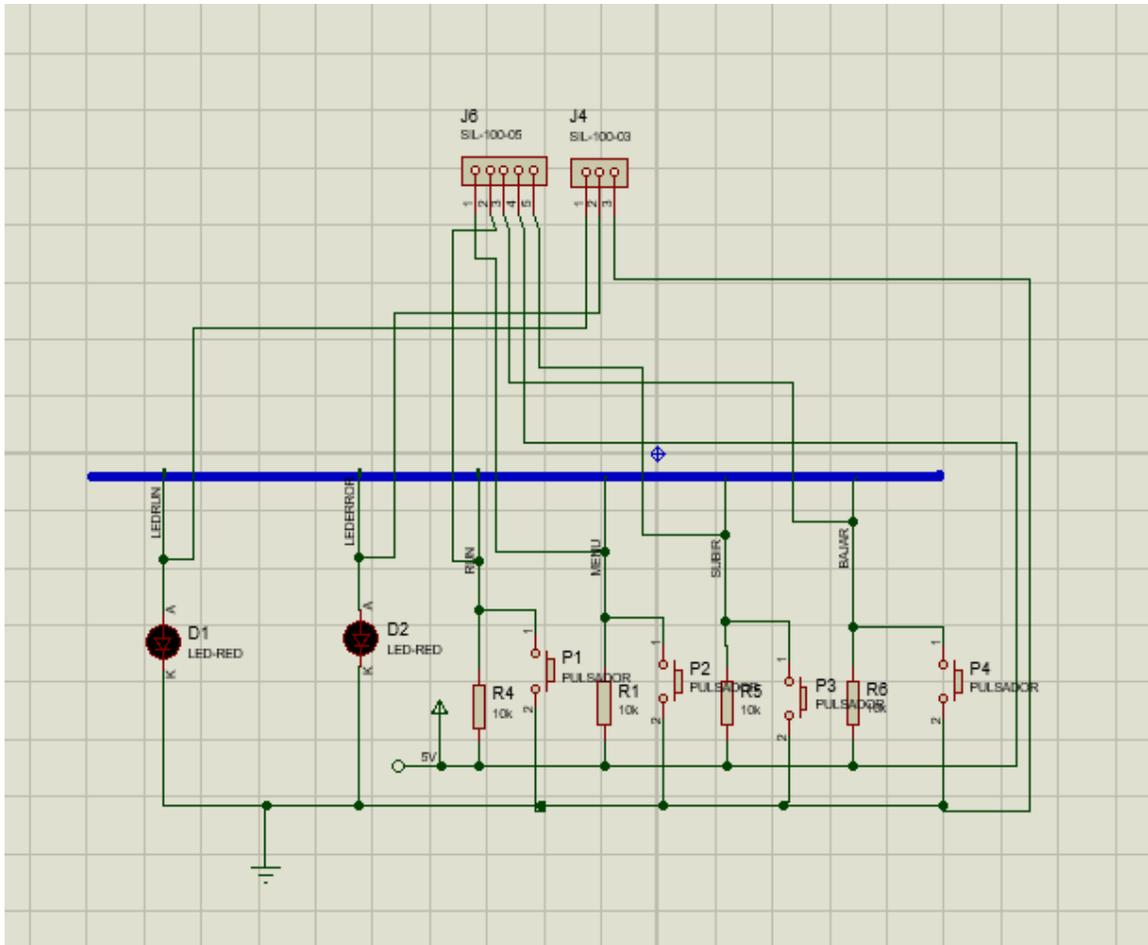 J6
SIL-100-05
J4
SIL-100-03
1
2
3
4
5
1
2
3
LEDRUN
LEDERROR
RUN
MENU
SUBIR
BAJAR
A
D1
LED-RED
K
A
D2
LED-RED
K
5V
R4
10k
1
P1
PULSADOR
2
R1
10k
1
P2
PULSADOR
2
R5
10k
1
P3
PULSADOR
2
R6
10k
1
P4
PULSADOR
2